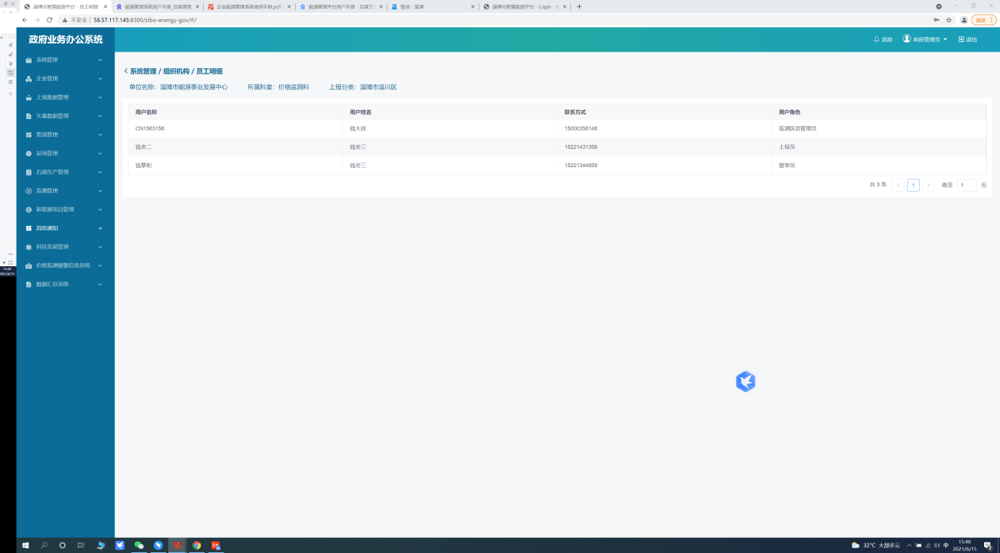 淄博市智慧能源平台 - 员工明细
能源管理系统用户手册_百度搜索
企业能源管理系统使用手册.pdf
能源管理平台用户手册 - 百度文
登录 - 监测
淄博市智慧能源平台 - Login -
不安全 58.57.117.145:8300/zibo-energy-gov/#/
错误
政府业务办公系统
消息 政府管理员 退出
系统管理
企业管理
上报数据管理
矢量数据管理
管道管理
站场管理
石油生产管理
监测管理
新能源项目管理
消息通知
科技发展管理
价格监测预警信息系统
数据汇总系统
系统管理 / 组织机构 / 员工明细
单位名称: 淄博市能源事业发展中心 所属科室: 价格监测科 上报分类: 淄博市淄川区
用户名称 用户姓名 联系方式 用户角色
CN1563158 钱大叔 15000356146 监测区县管理员
钱老二 钱老三 15221431356 上报员
钱掌柜 钱老三 15221344659 复审员
共 3 条 1 跳至 1 页
15:48
2021/6/15
32°C 大部多云 中 15:48
2021/6/15